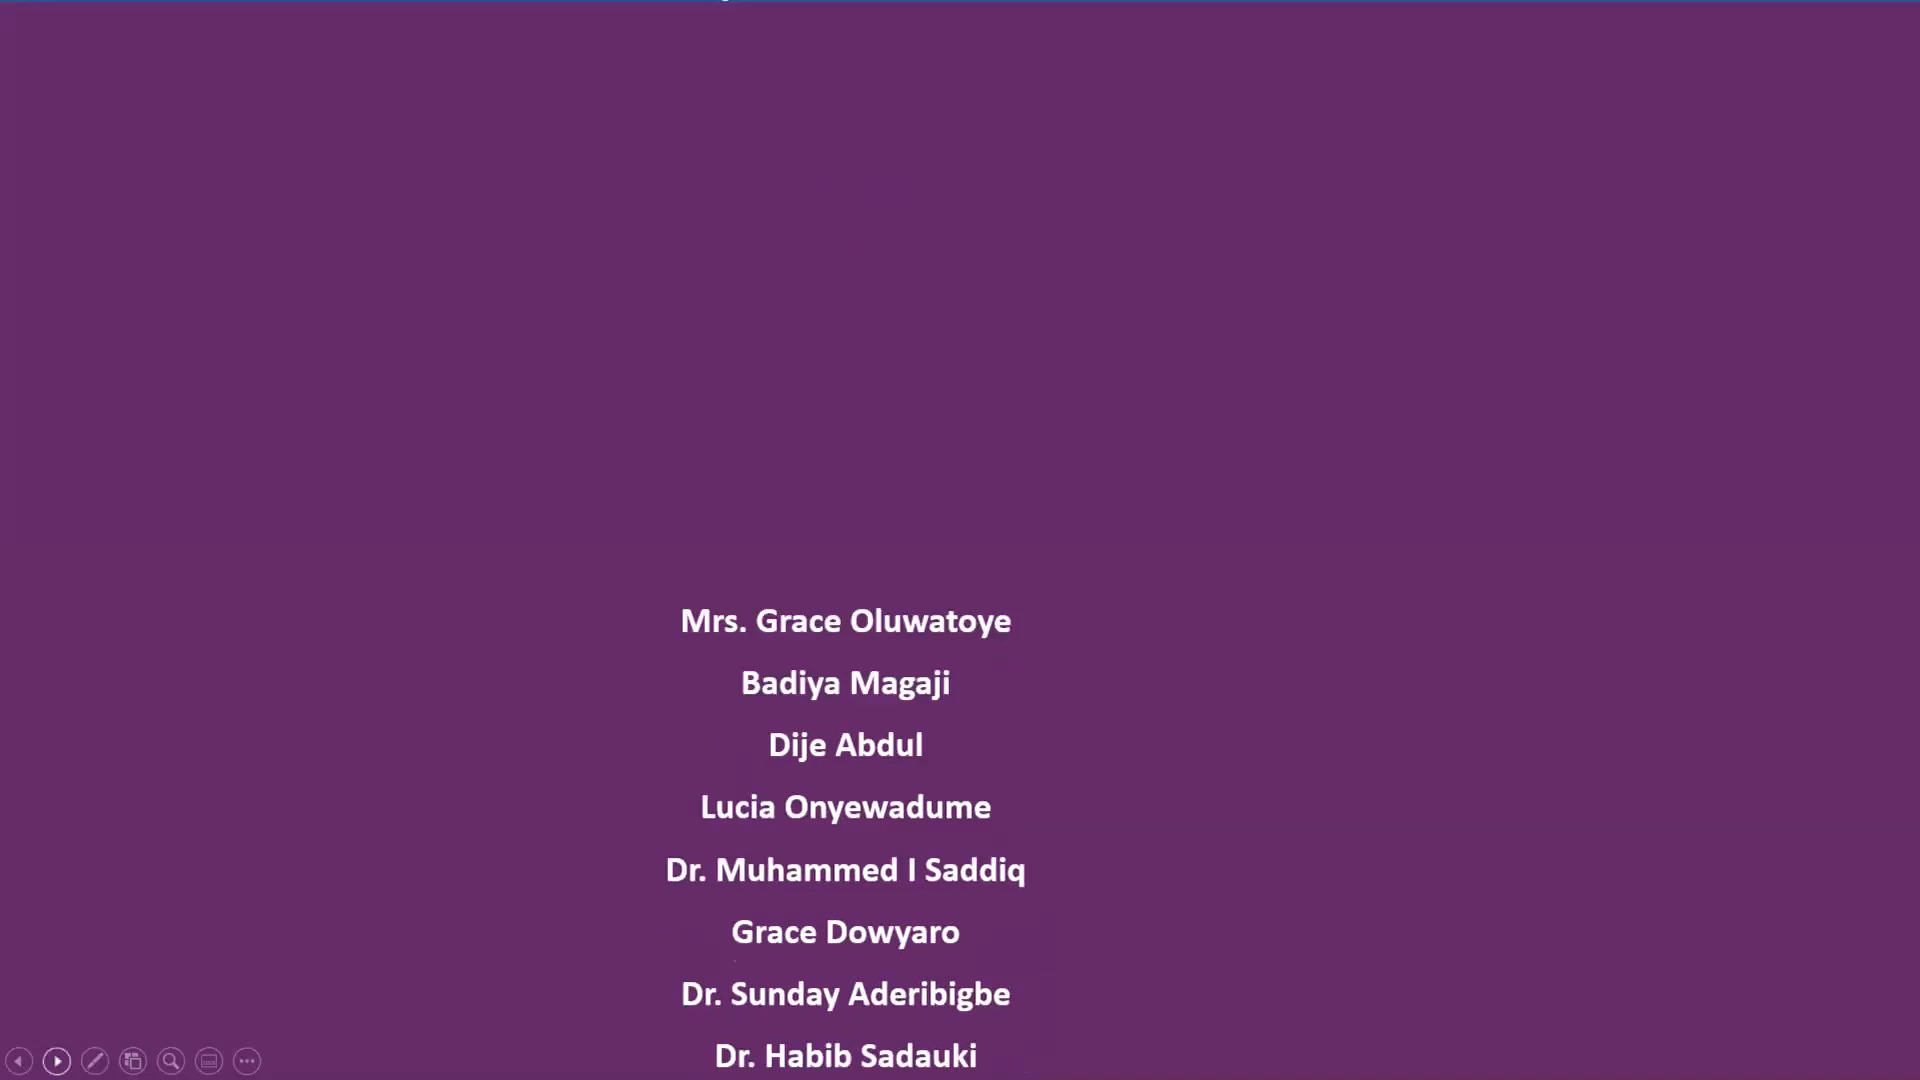 Mrs. Grace Oluwatoye
Badiya Magaji
Dije Abdul
Lucia Onyewadume
Dr. Muhammed I Saddiq
Grace Dowyaro
Dr. Sunday Aderibigbe
Dr. Habib Sadauki